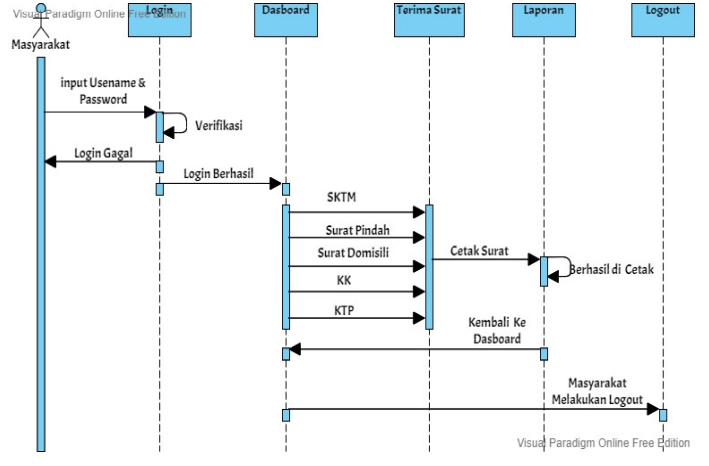 Visual Paradigm Online Free Edition
Login
Dasboard
Terima Surat
Laporan
Logout
Masyarakat
input Usename &
Password
Verifikasi
Login Gagal
Login Berhasil
SKTM
Surat Pindah
Surat Domisili
KK
KTP
Cetak Surat
Berhasil di Cetak
Kembali Ke
Dasboard
Masyarakat
Melakukan Logout
Visual Paradigm Online Free Edition